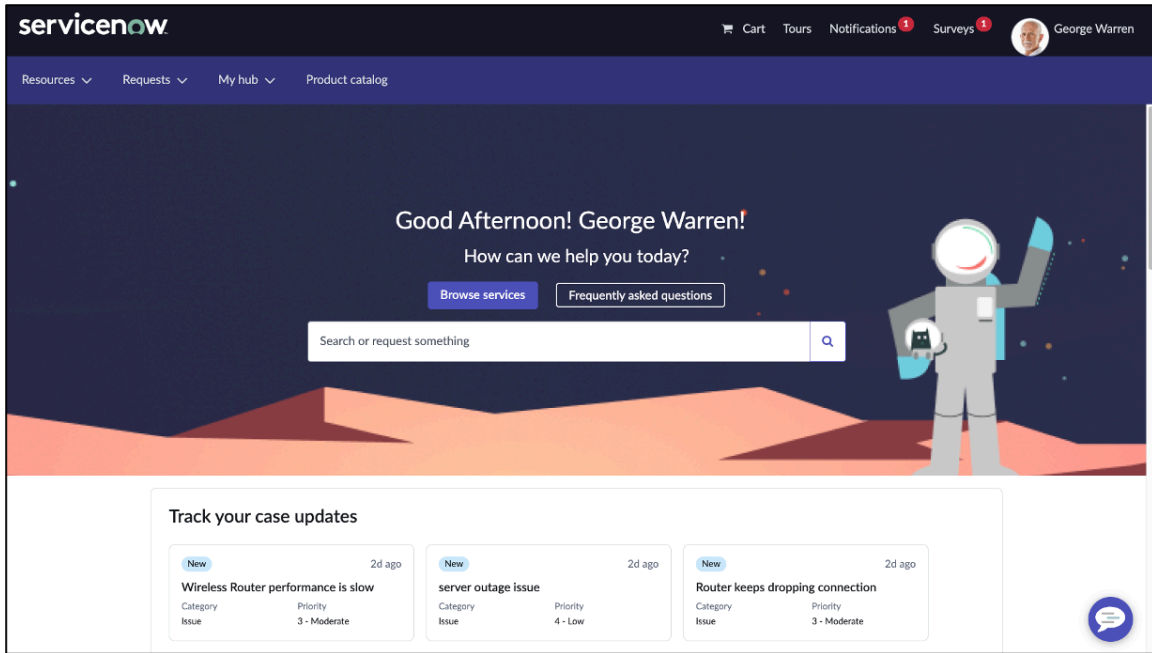 servicenow
Cart Tours Notifications 1 Surveys 1 George Warren
Resources Requests My hub Product catalog
Good Afternoon! George Warren!
How can we help you today?
Browse services Frequently asked questions
Search or request something
Track your case updates
New 2d ago New 2d ago New 2d ago
Wireless Router performance is slow server outage issue Router keeps dropping connection
Category Priority Category Priority Category Priority
Issue 3 - Moderate Issue 4 - Low Issue 3 - Moderate